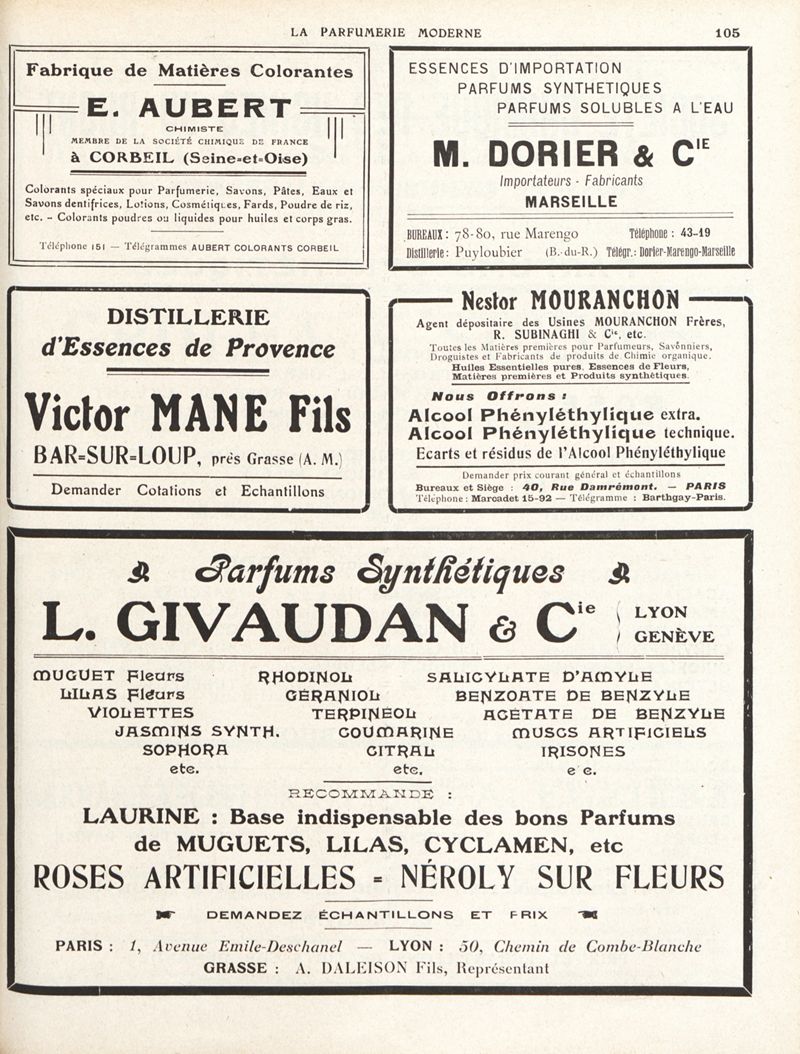 LA PARFUMERIE MODERNE 105
Fabrique de Matières Colorantes
E. AUBERT
CHIMISTE
MEMBRE DE LA SOCIÉTÉ CHIMIQUE DE FRANCE
à CORBEIL (Seine-et-Oise)
Colorants spéciaux pour Parfumerie, Savons, Pâtes, Eaux et
Savons dentifrices, Lotions, Cosmétiques, Fards, Poudre de riz,
etc. - Colorants poudres ou liquides pour huiles et corps gras.
Téléphone 151 — Télégrammes AUBERT COLORANTS CORBEIL
ESSENCES D'IMPORTATION
PARFUMS SYNTHETIQUES
PARFUMS SOLUBLES A L'EAU
M. DORIER & CIE
Importateurs - Fabricants
MARSEILLE
BUREAUX : 78-80, rue Marengo Téléphone : 43-19
Distillerie : Puyloubier (B.-du-R.) Télégr.: Dorier-Marengo-Marseille
DISTILLERIE
d'Essences de Provence
Victor MANE Fils
BAR=SUR=LOUP, près Grasse (A. M.)
Demander Cotations et Echantillons
Nestor MOURANCHON
Agent dépositaire des Usines MOURANCHON Frères,
R. SUBINAGHI & Cie, etc.
Toutes les Matières premières pour Parfumeurs, Savonniers,
Droguistes et Fabricants de produits de Chimie organique.
Huiles Essentielles pures, Essences de Fleurs,
Matières premières et Produits synthétiques.
Nous Offrons :
Alcool Phényléthylique extra.
Alcool Phényléthylique technique.
Ecarts et résidus de l'Alcool Phényléthylique
Demander prix courant général et échantillons
Bureaux et Siège : 40, Rue Damrémont. — PARIS
Téléphone : Marcadet 15-92 — Télégramme : Barthgay-Paris.
Parfums Synthétiques
L. GIVAUDAN & Cie LYON
GENÈVE
MUGUET Fleurs RHODINOL SALICYLATE D'AMYLE
LILAS Fleurs GÉRANIOL BENZOATE DE BENZYLE
VIOLETTES TERPINÉOL ACÉTATE DE BENZYLE
JASMINS SYNTH. COUMARINE MUSCS ARTIFICIELS
SOPHORA CITRAL IRISONES
etc. etc. e c.
RECOMMANDE :
LAURINE : Base indispensable des bons Parfums
de MUGUETS, LILAS, CYCLAMEN, etc
ROSES ARTIFICIELLES = NÉROLY SUR FLEURS
DEMANDEZ ÉCHANTILLONS ET PRIX
PARIS : 1, Avenue Emile-Deschanel — LYON : 50, Chemin de Combe-Blanche
GRASSE : A. DALEISON Fils, Représentant